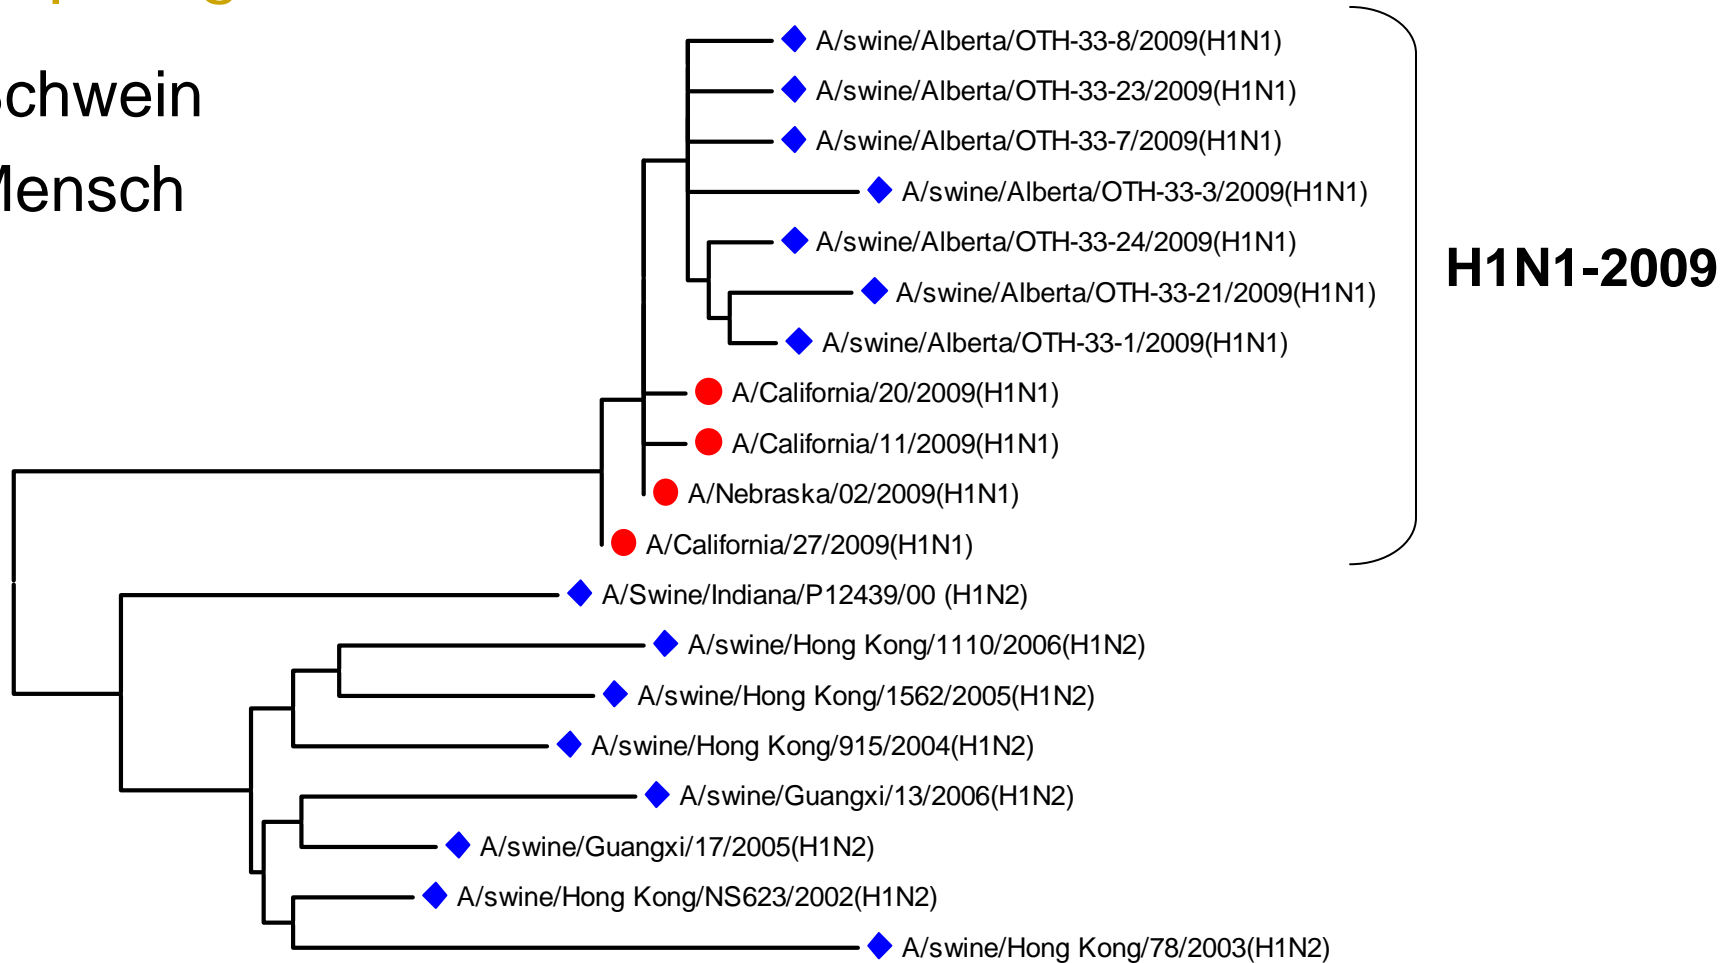 A/swine/Alberta/OTH-33-8/2009(H1N1)
chwein
A/swine/Alberta/OTH-33-23/2009(H1N1)
A/swine/Alberta/OTH-33-7/2009(H1N1)
Mensch
A/swine/Alberta/OTH-33-3/2009(H1N1)
A/swine/Alberta/OTH-33-24/2009(H1N1)
H1N1-2009
A/swine/Alberta/OTH-33-21/2009(H1N1)
A/swine/Alberta/OTH-33-1/2009(H1N1)
A/California/20/2009(H1N1)
A/California/11/2009(H1N1)
A/Nebraska/02/2009(H1N1)
A/California/27/2009(H1N1)
A/Swine/Indiana/P12439/00 (H1N2)
A/swine/Hong Kong/1110/2006(H1N2)
A/swine/Hong Kong/1562/2005(H1N2)
A/swine/Hong Kong/915/2004(H1N2)
A/swine/Guangxi/13/2006(H1N2)
A/swine/Guangxi/17/2005(H1N2)
A/swine/Hong Kong/NS623/2002(H1N2)
A/swine/Hong Kong/78/2003(H1N2)